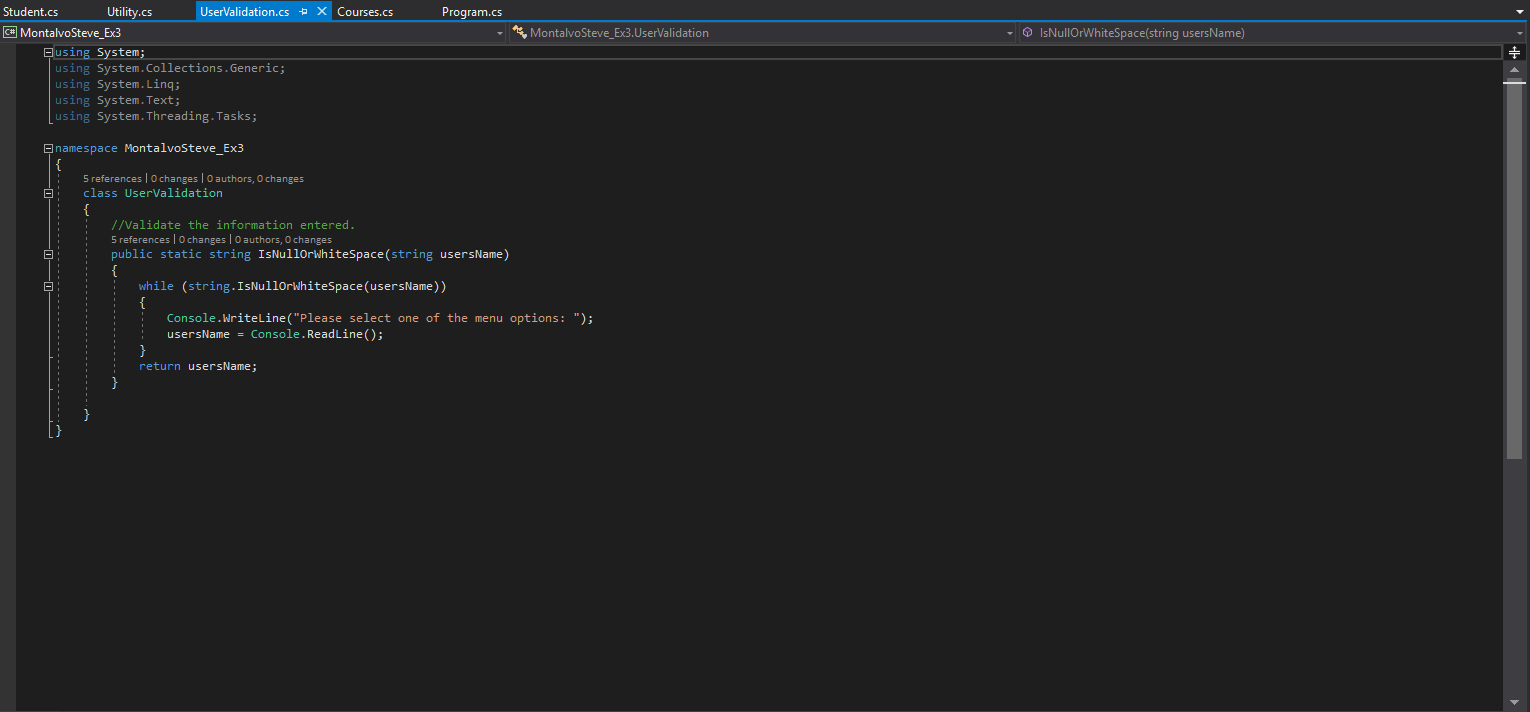 Student.cs Utility.cs UserValidation.cs Courses.cs Program.cs
C# MontalvoSteve_Ex3 MontalvoSteve_Ex3.UserValidation IsNullOrWhiteSpace(string usersName)
using System;
using System.Collections.Generic;
using System.Linq;
using System.Text;
using System.Threading.Tasks;
namespace MontalvoSteve_Ex3
{
5 references | 0 changes | 0 authors, 0 changes
class UserValidation
{
//Validate the information entered.
5 references | 0 changes | 0 authors, 0 changes
public static string IsNullOrWhiteSpace(string usersName)
{
while (string.IsNullOrWhiteSpace(usersName))
{
Console.WriteLine("Please select one of the menu options: ");
usersName = Console.ReadLine();
}
return usersName;
}
}
}